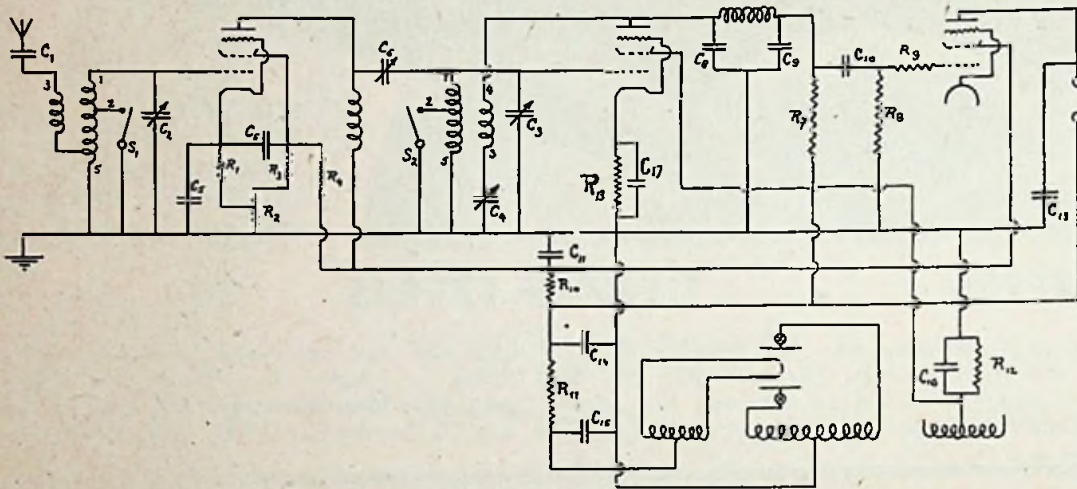 C₁
3
1
2
5
S₁
C₂
C₅
R₁
C₆
R₃
R₂
R₄
C₆
1
2
5
S₂
4
3
C₃
C₄
R₁₃
C₁₇
C₈
C₉
R₇
C₁₀
R₈
R₉
C₁₃
C₁₁
R₁₀
C₁₄
R₁₁
C₁₅
C₁₆
R₁₂